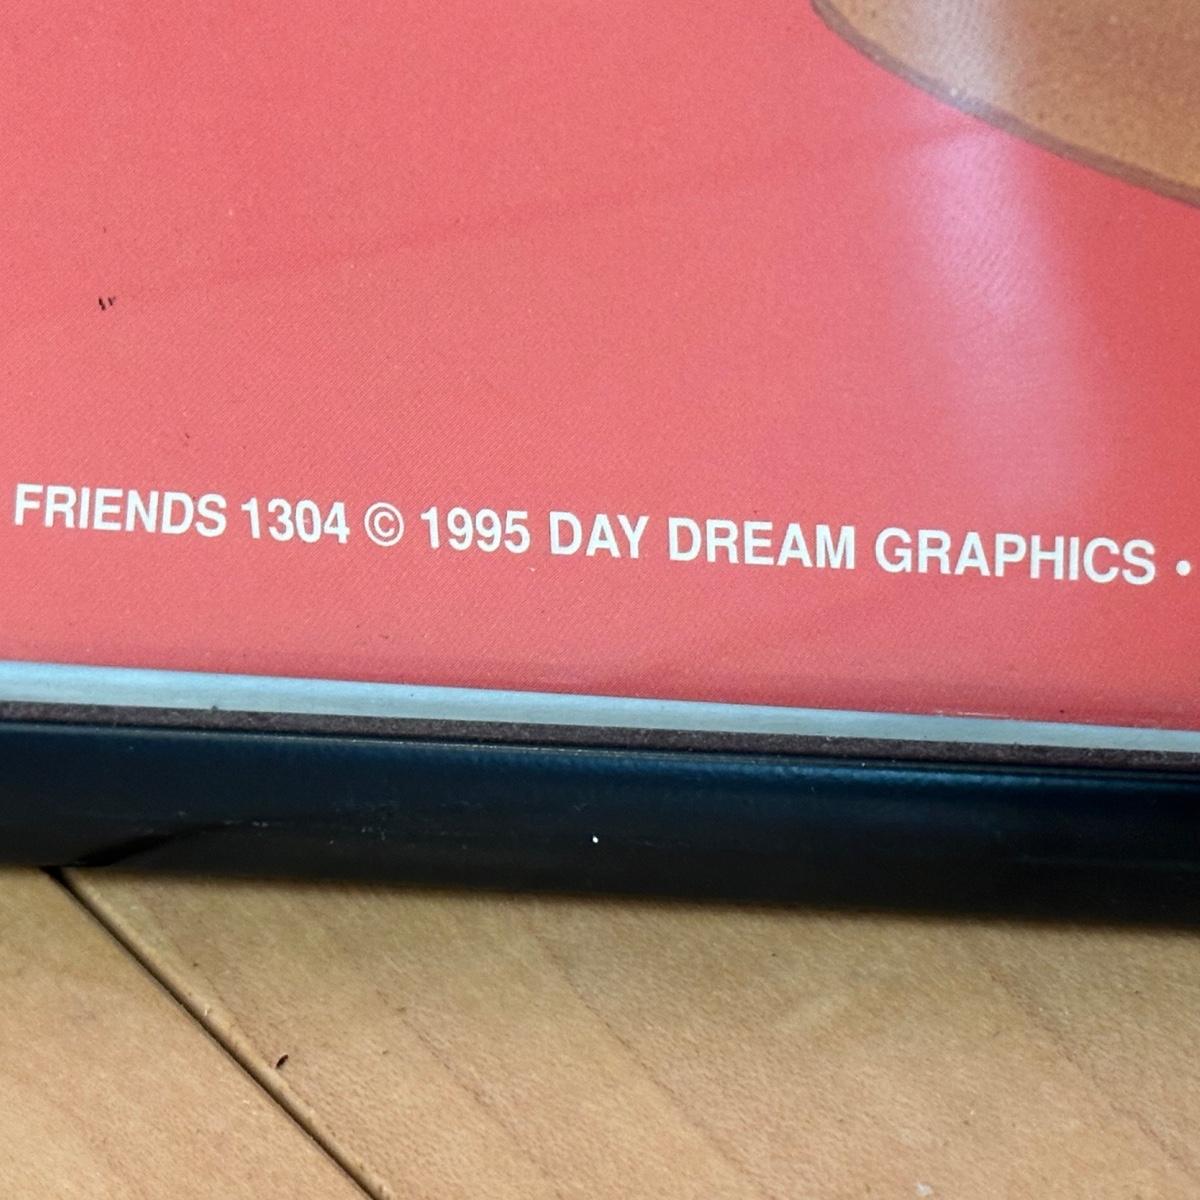 FRIENDS 1304 © 1995 DAY DREAM GRAPHICS •